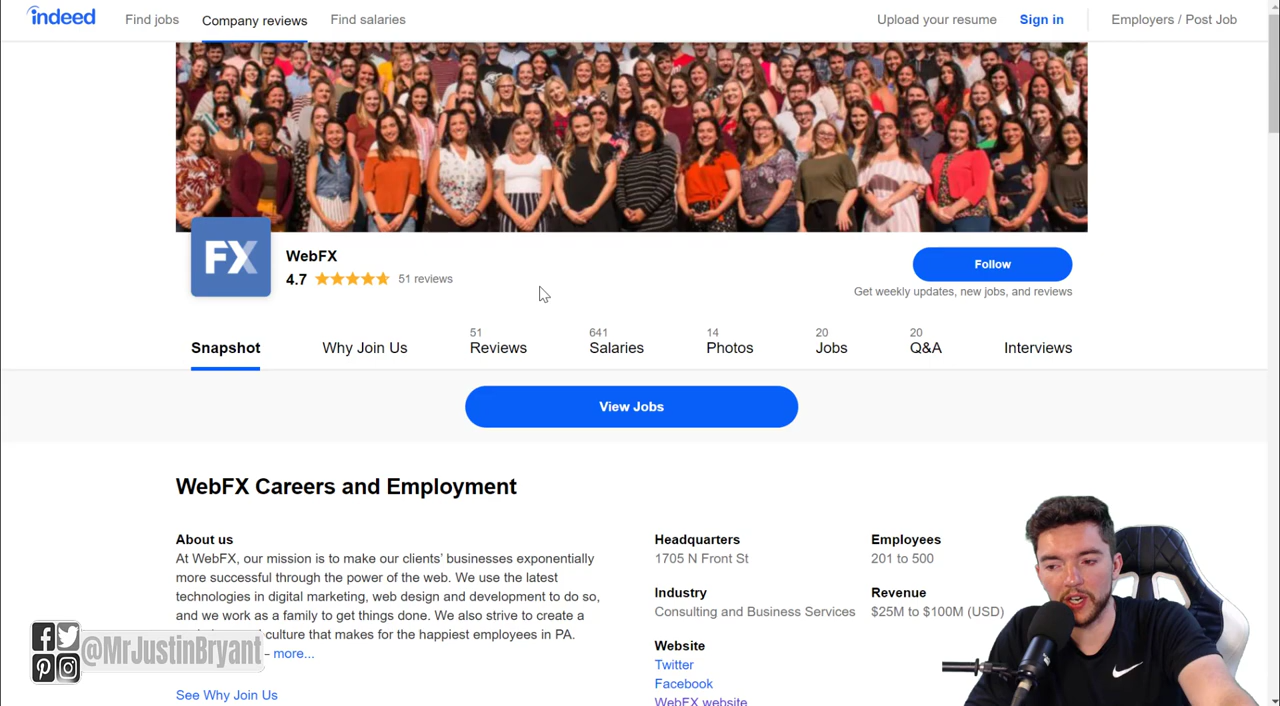 indeed
Find jobs
Company reviews
Find salaries
Upload your resume
Sign in
Employers / Post Job
FX
WebFX
4.7
51 reviews
Follow
Get weekly updates, new jobs, and reviews
Snapshot
Why Join Us
51
Reviews
641
Salaries
14
Photos
20
Jobs
20
Q&A
Interviews
View Jobs
WebFX Careers and Employment
About us
At WebFX, our mission is to make our clients' businesses exponentially
more successful through the power of the web. We use the latest
technologies in digital marketing, web design and development to do so,
and we work as a family to get things done. We also strive to create a
culture that makes for the happiest employees in PA.
– more...
See Why Join Us
Headquarters
1705 N Front St
Industry
Consulting and Business Services
Website
Twitter
Facebook
WebFX website
Employees
201 to 500
Revenue
$25M to $100M (USD)
@MrJustinBryant